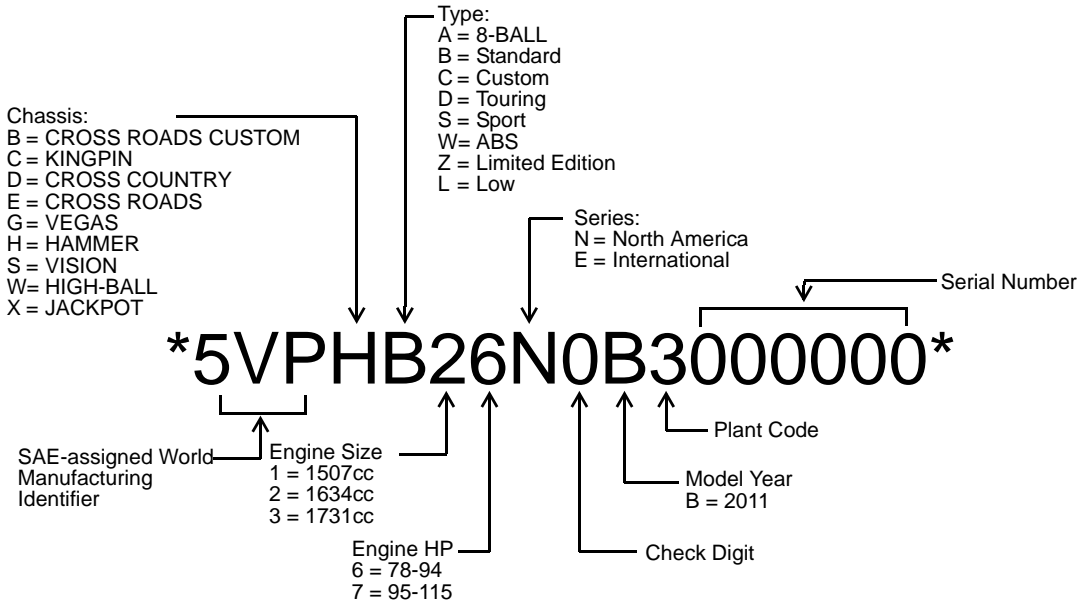 Type:
A = 8-BALL
B = Standard
C = Custom
D = Touring
S = Sport
W= ABS
Z = Limited Edition
L = Low
Chassis:
B = CROSS ROADS CUSTOM
C = KINGPIN
D = CROSS COUNTRY
E = CROSS ROADS
G = VEGAS
H = HAMMER
S = VISION
W= HIGH-BALL
X = JACKPOT
Series:
N = North America
E = International
Serial Number
*5VPHB26N0B3000000*
SAE-assigned World
Manufacturing
Identifier
Engine Size
1 = 1507cc
2 = 1634cc
3 = 1731cc
Engine HP
6 = 78-94
7 = 95-115
Check Digit
Model Year
B = 2011
Plant Code